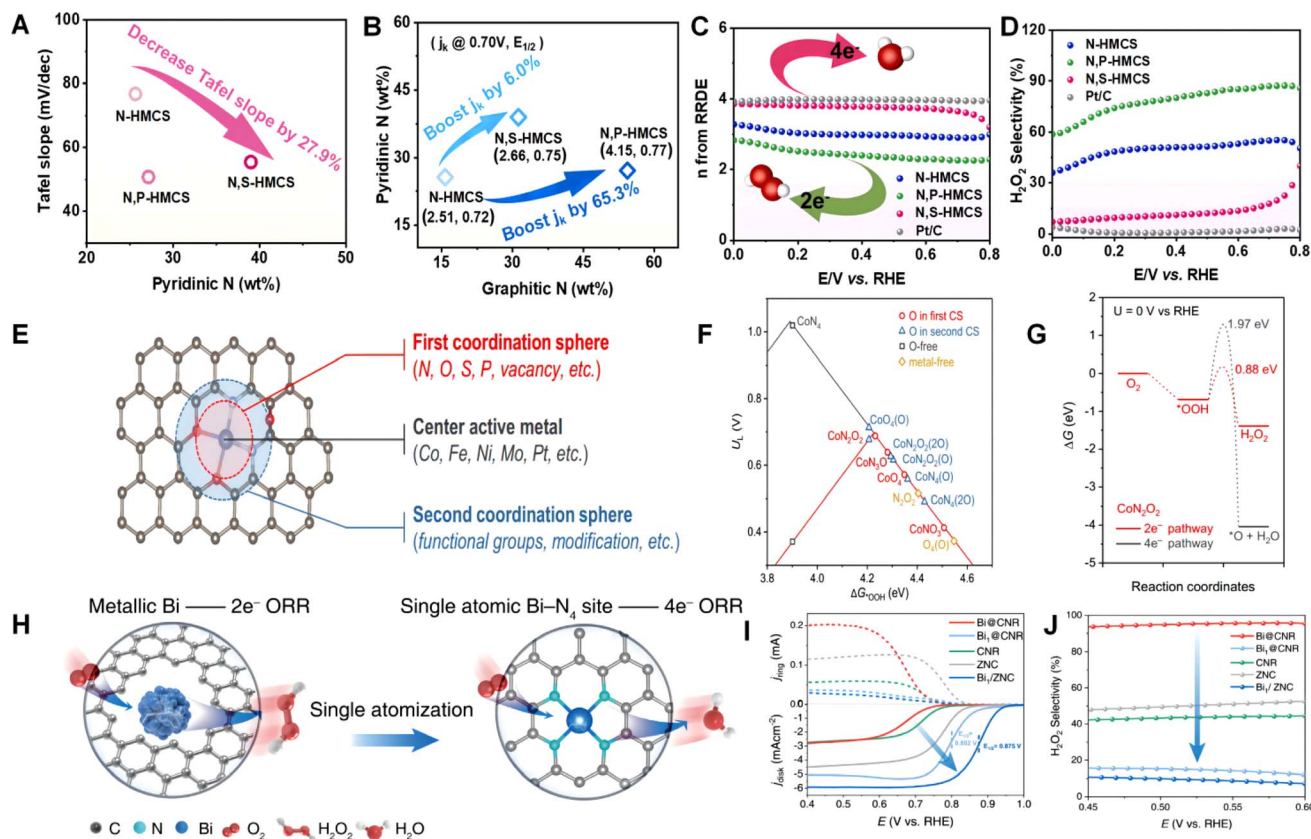 A
100
80
60
40
Tafel slope (mV/dec)
Decrease Tafel slope by 27.9%
N-HMCS
N,P-HMCS
N,S-HMCS
20
30
40
50
Pyridinic N (wt%)
B
60
45
30
15
Pyridinic N (wt%)
( jk @ 0.70V, E1/2 )
Boost jk by 6.0%
N,S-HMCS
(2.66, 0.75)
N,P-HMCS
(4.15, 0.77)
N-HMCS
(2.51, 0.72)
Boost jk by 65.3%
15
30
45
60
Graphitic N (wt%)
C
6
4
2
0
n from RRDE
4e-
2e-
N-HMCS
N,P-HMCS
N,S-HMCS
Pt/C
0.0
0.2
0.4
0.6
0.8
E/V vs. RHE
D
120
90
60
30
0
H2O2 Selectivity (%)
N-HMCS
N,P-HMCS
N,S-HMCS
Pt/C
0.0
0.2
0.4
0.6
0.8
E/V vs. RHE
E
First coordination sphere
(N, O, S, P, vacancy, etc.)
Center active metal
(Co, Fe, Ni, Mo, Pt, etc.)
Second coordination sphere
(functional groups, modification, etc.)
F
1.0
0.8
0.6
0.4
UL (V)
O in first CS
O in second CS
O-free
metal-free
CoN4
CoO4(O)
CoN2O2
CoN2O2(2O)
CoN3O
CoN2O2(O)
CoO4
CoN4(O)
N2O2
CoN4(2O)
CoNO3
O4(O)
3.8
4.0
4.2
4.4
4.6
ΔG*OOH (eV)
G
2
1
0
-1
-2
-3
-4
-5
ΔG (eV)
U = 0 V vs RHE
1.97 eV
0.88 eV
O2
*OOH
H2O2
*O + H2O
CoN2O2
2e− pathway
4e− pathway
Reaction coordinates
H
Metallic Bi —— 2e− ORR
Single atomic Bi–N4 site —— 4e− ORR
Single atomization
C
N
Bi
O2
H2O2
H2O
I
0.2
0.1
0.0
jring (mA)
-1
-2
-3
-4
-5
-6
jdisk (mAcm-2)
Bi@CNR
Bi1@CNR
CNR
ZNC
Bi1/ZNC
E1/2= 0.875 V
0.4
0.5
0.6
0.7
0.8
0.9
1.0
E (V vs. RHE)
J
100
80
60
40
20
0
H2O2 Selectivity (%)
Bi@CNR
Bi1@CNR
CNR
ZNC
Bi1/ ZNC
0.45
0.50
0.55
0.60
E (V vs. RHE)